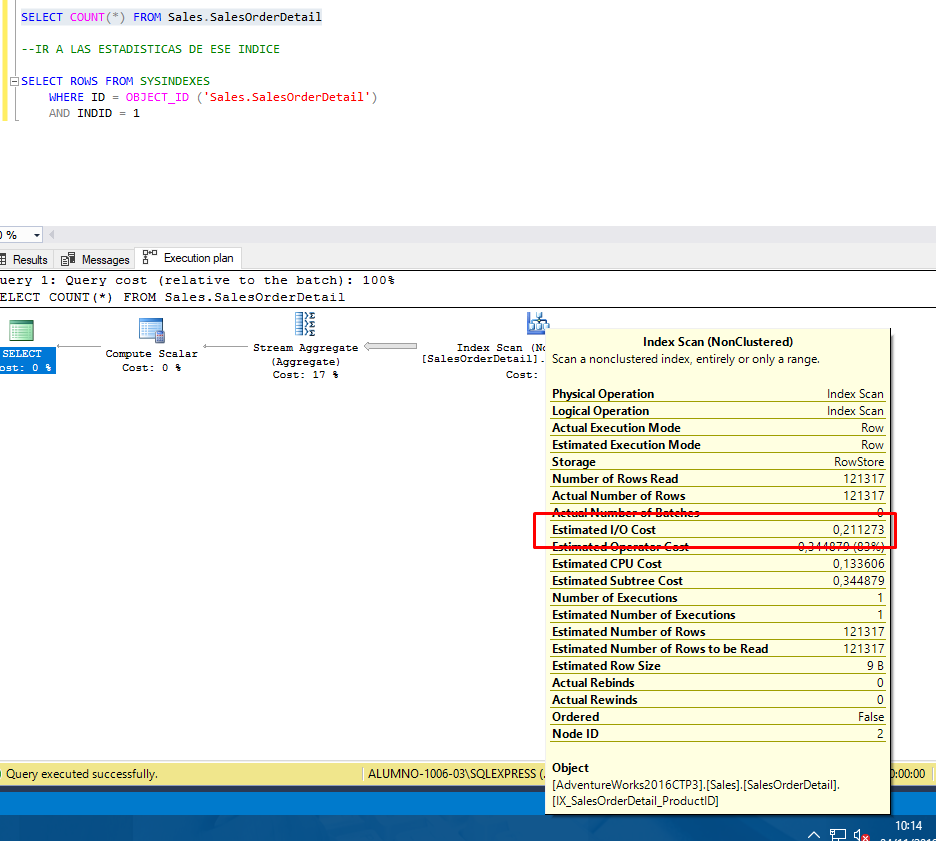 SELECT COUNT(*) FROM Sales.SalesOrderDetail
--IR A LAS ESTADISTICAS DE ESE INDICE
SELECT ROWS FROM SYSINDEXES
WHERE ID = OBJECT_ID ('Sales.SalesOrderDetail')
AND INDID = 1
0 %
Results Messages Execution plan
uery 1: Query cost (relative to the batch): 100%
ELECT COUNT(*) FROM Sales.SalesOrderDetail
SELECT
ost: 0 %
Compute Scalar
Cost: 0 %
Stream Aggregate
(Aggregate)
Cost: 17 %
Index Scan (No
[SalesOrderDetail].
Cost:
Index Scan (NonClustered)
Scan a nonclustered index, entirely or only a range.
Physical Operation Index Scan
Logical Operation Index Scan
Actual Execution Mode Row
Estimated Execution Mode Row
Storage RowStore
Number of Rows Read 121317
Actual Number of Rows 121317
Actual Number of Batches 0
Estimated I/O Cost 0,211273
Estimated Operator Cost 0,344879 (83%)
Estimated CPU Cost 0,133606
Estimated Subtree Cost 0,344879
Number of Executions 1
Estimated Number of Executions 1
Estimated Number of Rows 121317
Estimated Number of Rows to be Read 121317
Estimated Row Size 9 B
Actual Rebinds 0
Actual Rewinds 0
Ordered False
Node ID 2
Object
[AdventureWorks2016CTP3].[Sales].[SalesOrderDetail].
[IX_SalesOrderDetail_ProductID]
Query executed successfully.
ALUMNO-1006-03\SQLEXPRESS (.
0:00:00
10:14